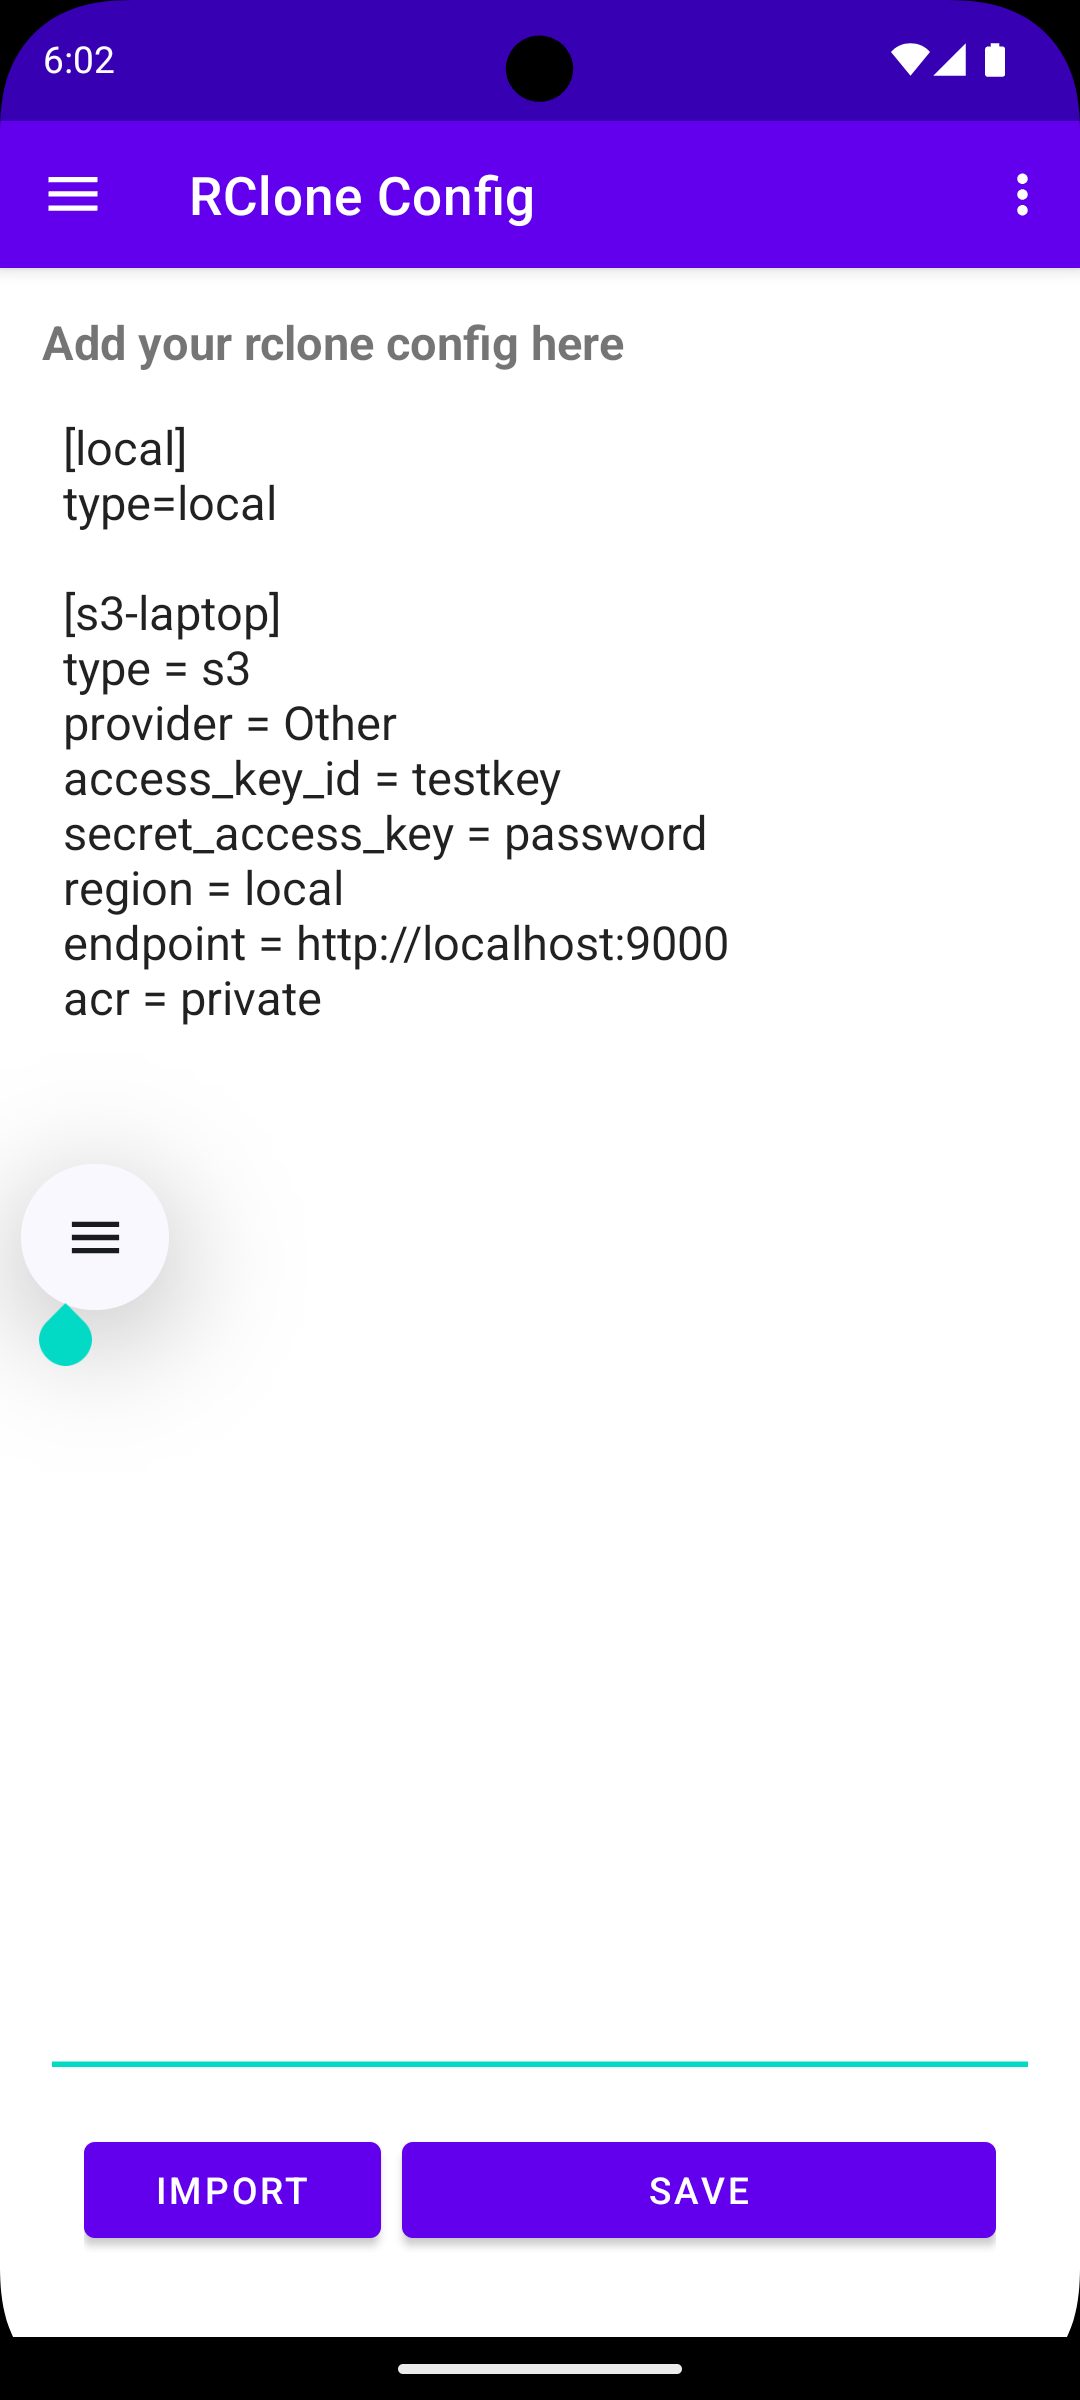 6:02
RClone Config
Add your rclone config here
[local]
type=local
[s3-laptop]
type = s3
provider = Other
access_key_id = testkey
secret_access_key = password
region = local
endpoint = http://localhost:9000
acr = private
IMPORT
SAVE